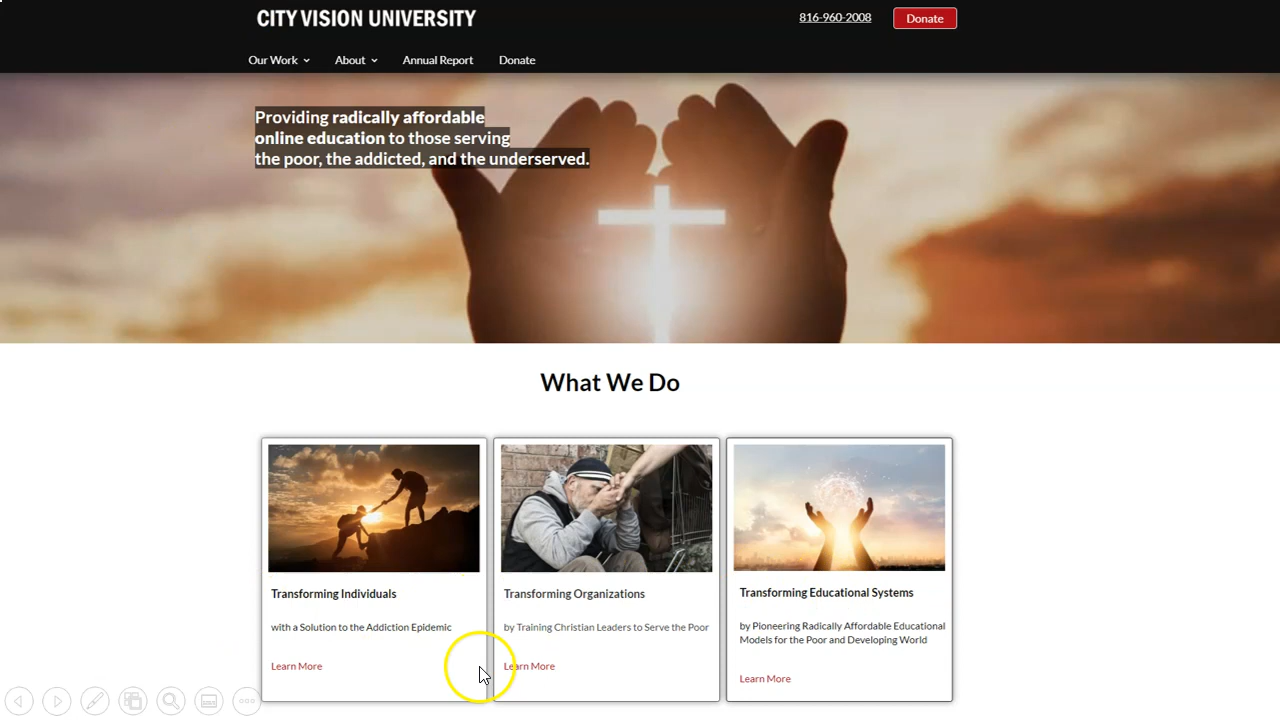 CITY VISION UNIVERSITY
816-960-2008
Donate
Our Work
About
Annual Report
Donate
Providing radically affordable
online education to those serving
the poor, the addicted, and the underserved.
What We Do
Transforming Individuals
with a Solution to the Addiction Epidemic
Learn More
Transforming Organizations
by Training Christian Leaders to Serve the Poor
Learn More
Transforming Educational Systems
by Pioneering Radically Affordable Educational
Models for the Poor and Developing World
Learn More